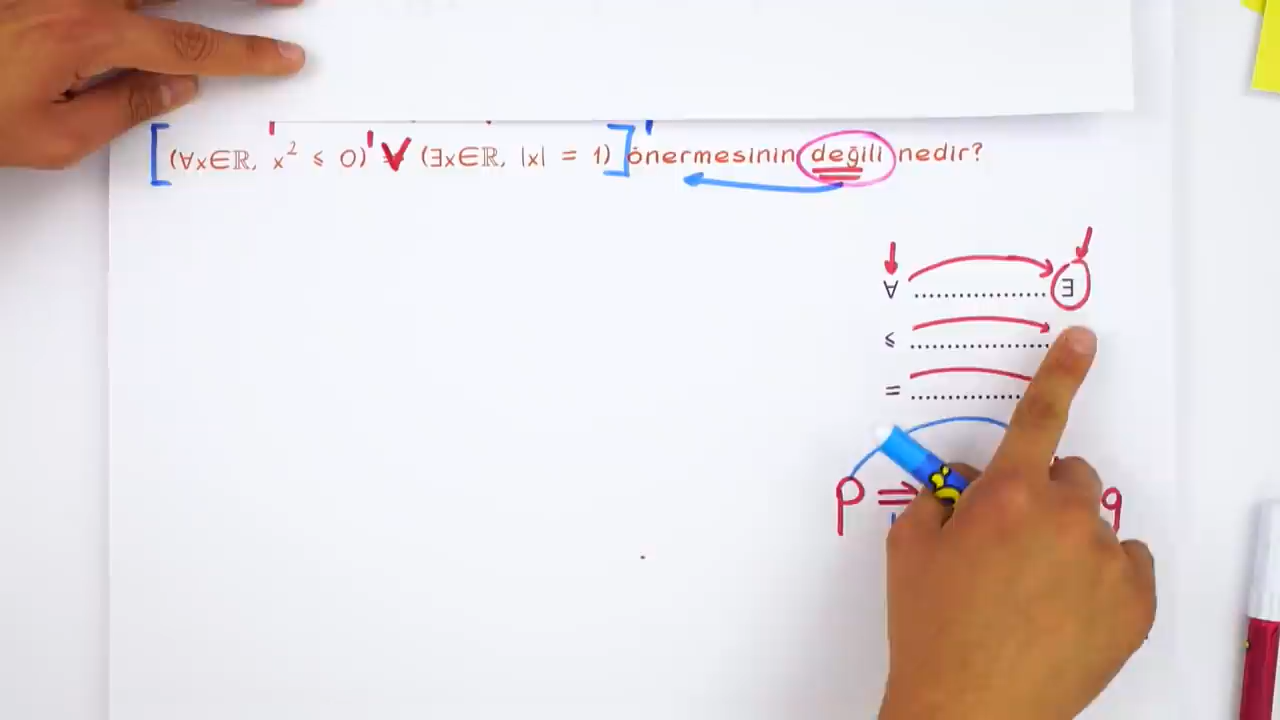 [(∀x∈ℝ, x² ≤ 0)' ∨ (∃x∈ℝ, |x| = 1)]' önermesinin değili nedir?
∀ .................... ∃
≤ ....................
= ....................
p ⇒ q